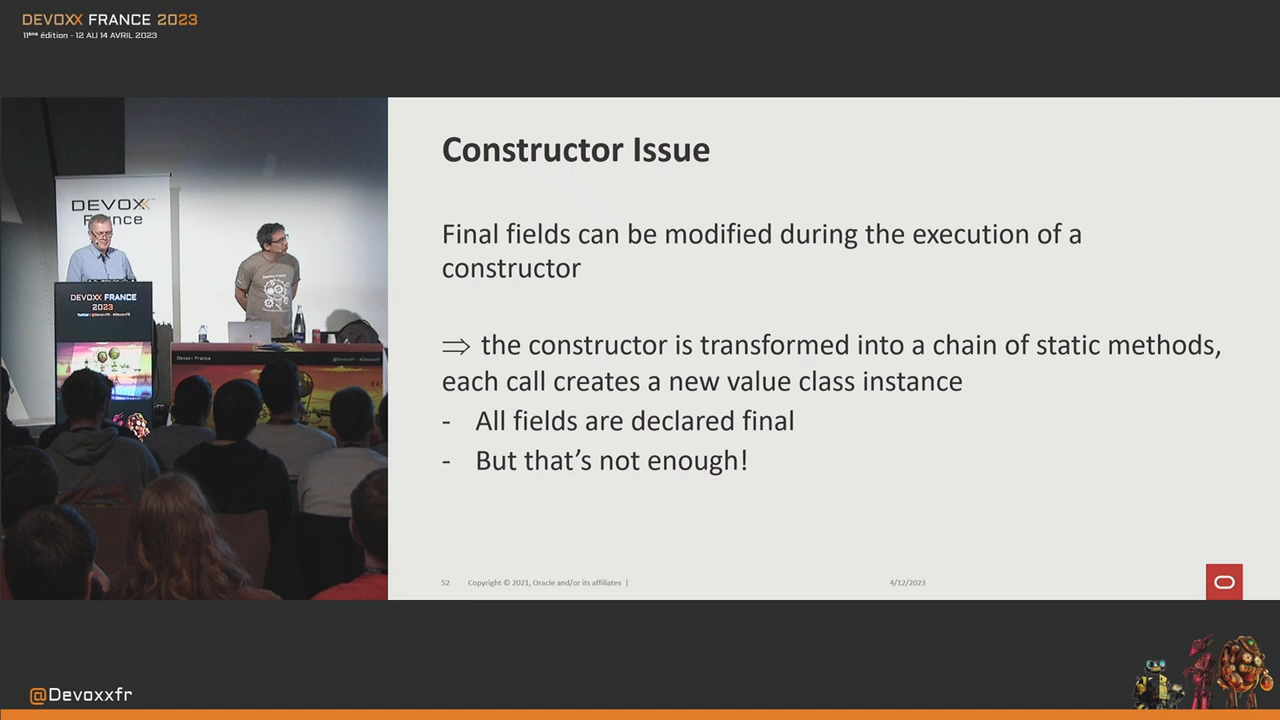 DEVOXX FRANCE 2023
11ème édition - 12 AU 14 AVRIL 2023
DEVOXX
France
DEVOXX FRANCE
2023
Devoxx France
Constructor Issue
Final fields can be modified during the execution of a
constructor
⇒ the constructor is transformed into a chain of static methods,
each call creates a new value class instance
- All fields are declared final
- But that’s not enough!
52 Copyright © 2021, Oracle and/or its affiliates | 4/12/2023
@Devoxxfr